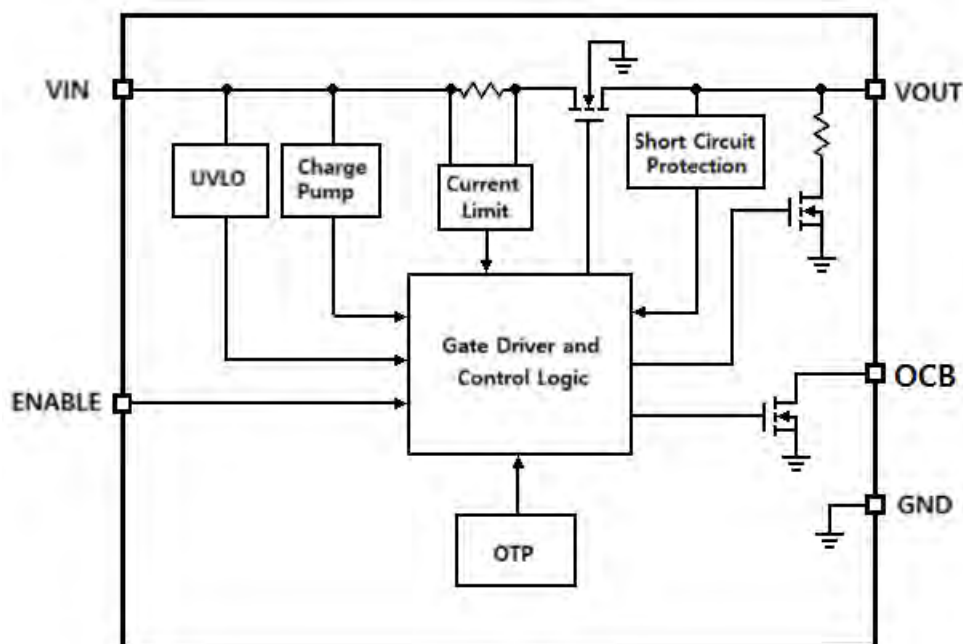 VIN
VOUT
UVLO
Charge
Pump
Current
Limit
Short Circuit
Protection
Gate Driver and
Control Logic
OCB
ENABLE
GND
OTP